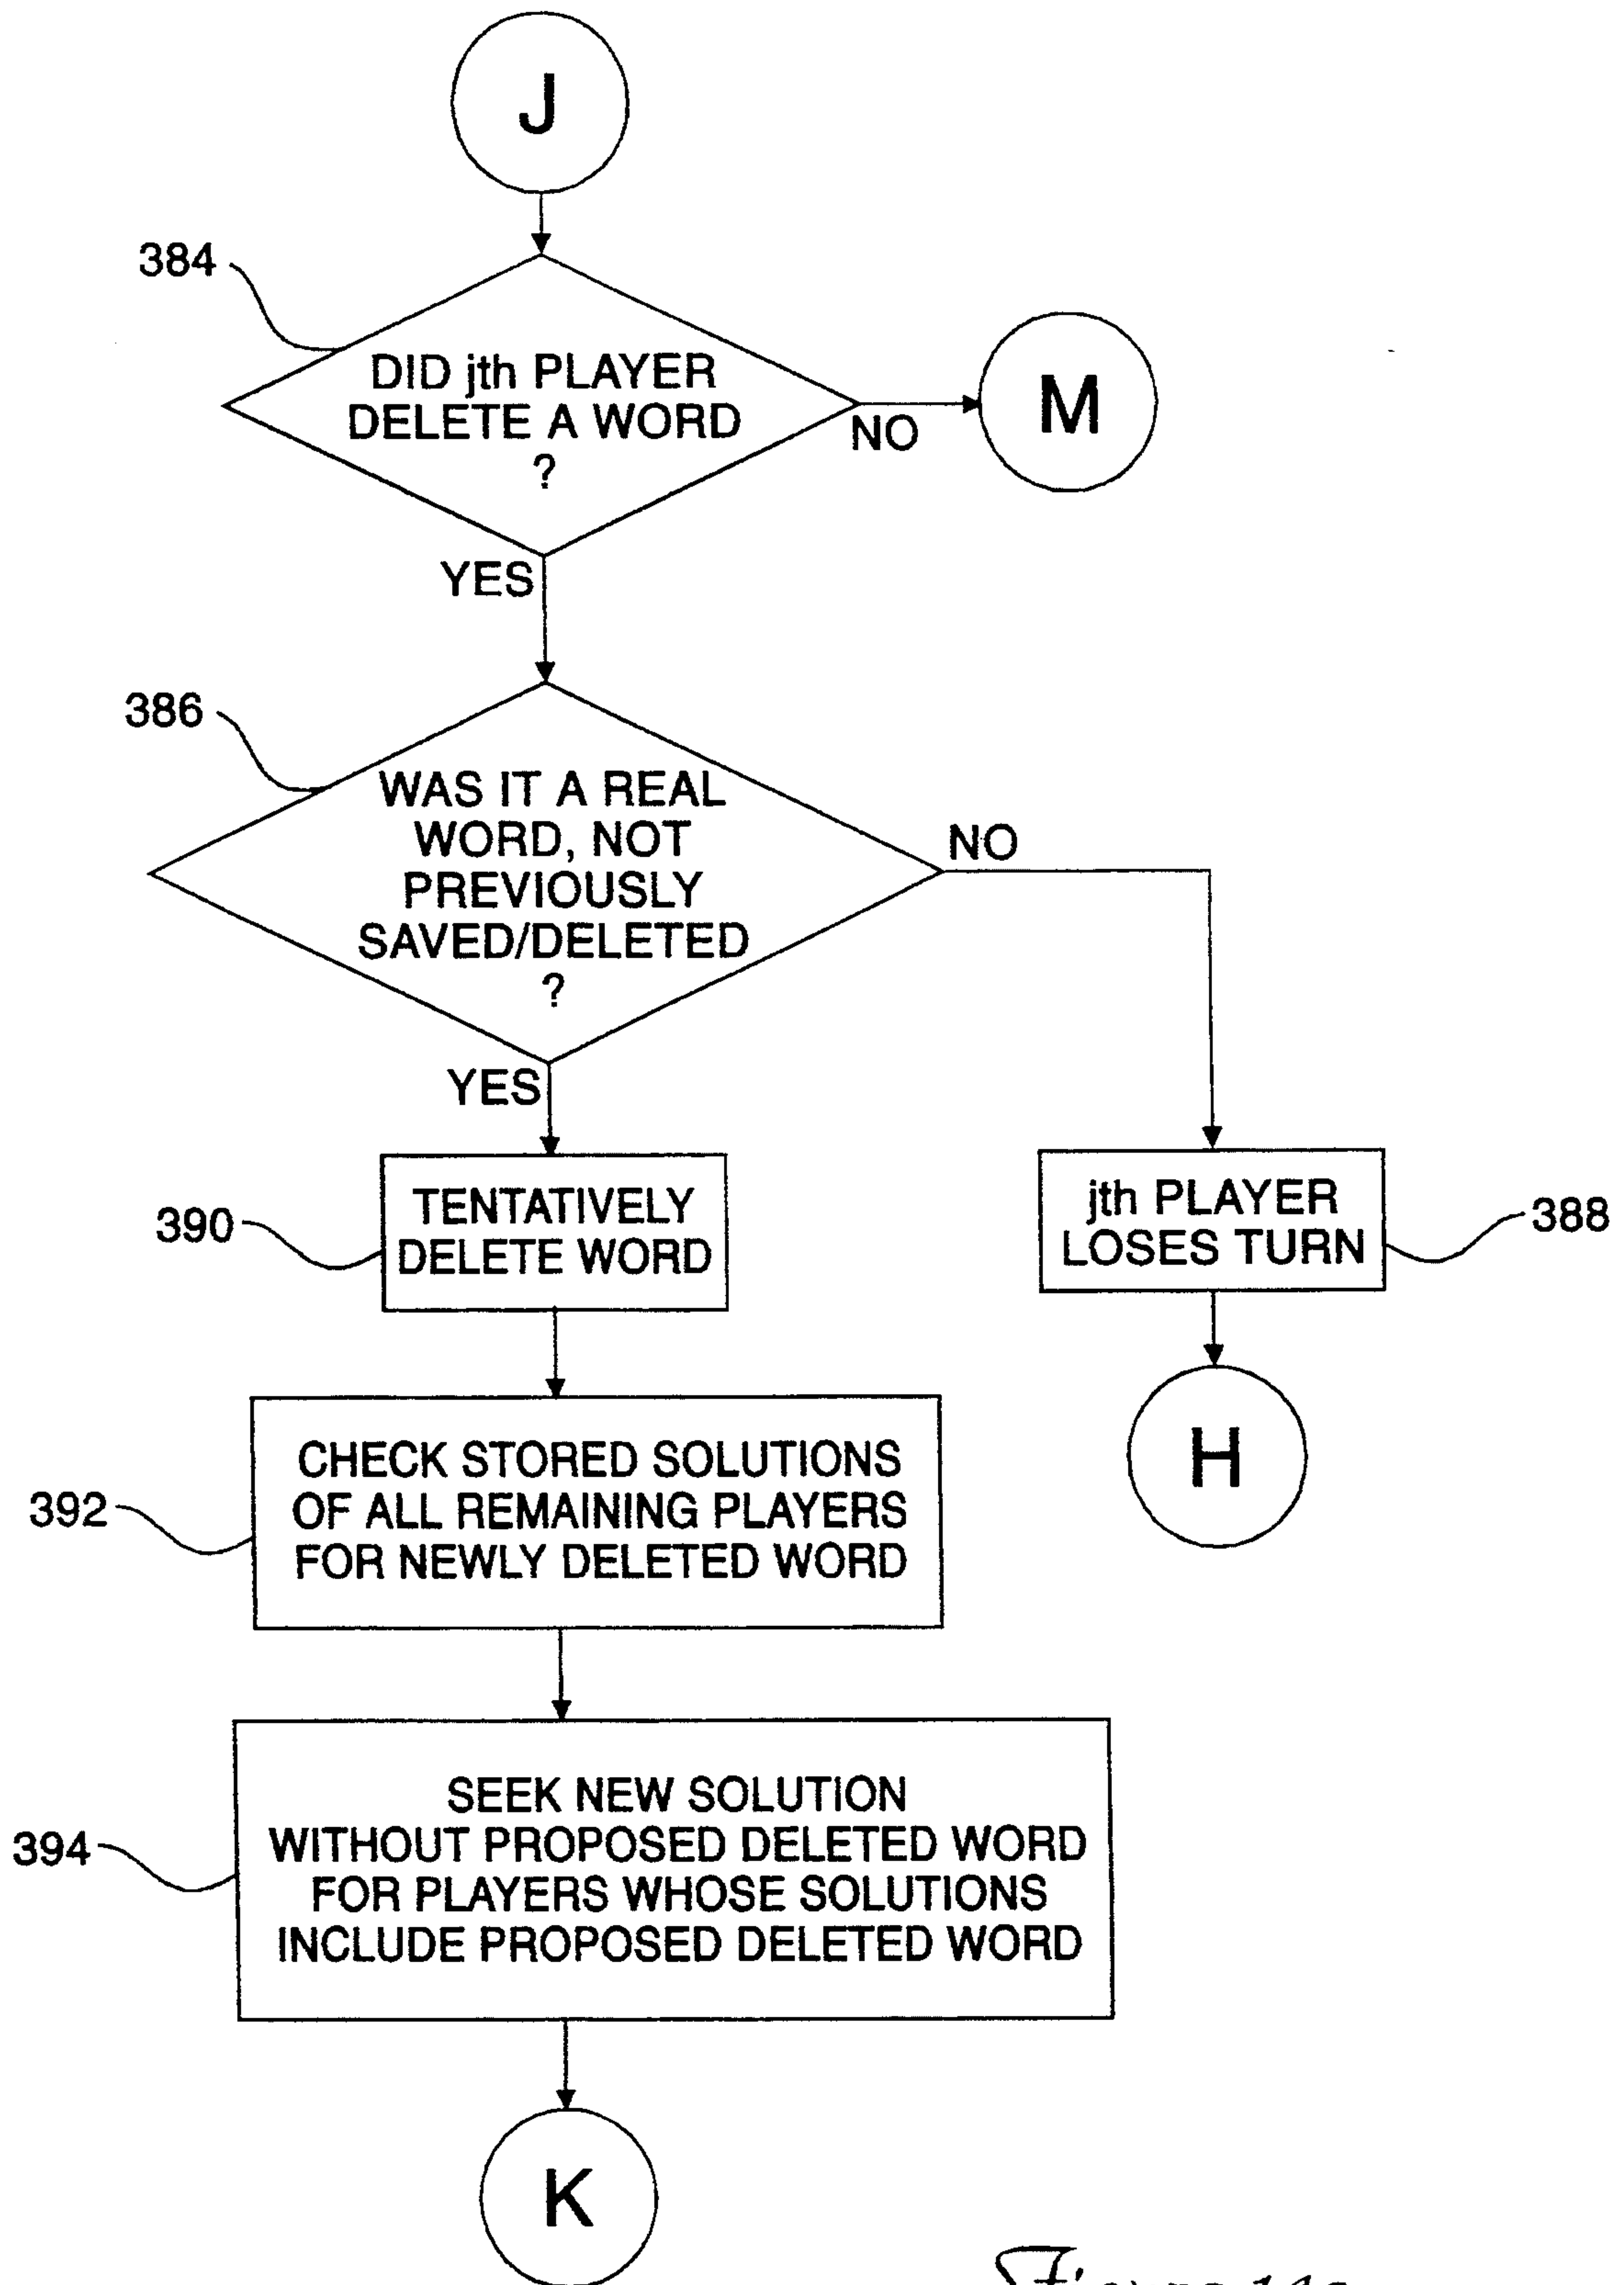 J
384
DID jth PLAYER
DELETE A WORD
?
NO
M
YES
386
WAS IT A REAL
WORD, NOT
PREVIOUSLY
SAVED/DELETED
?
NO
YES
390
TENTATIVELY
DELETE WORD
jth PLAYER
LOSES TURN
388
H
392
CHECK STORED SOLUTIONS
OF ALL REMAINING PLAYERS
FOR NEWLY DELETED WORD
394
SEEK NEW SOLUTION
WITHOUT PROPOSED DELETED WORD
FOR PLAYERS WHOSE SOLUTIONS
INCLUDE PROPOSED DELETED WORD
K
Figure